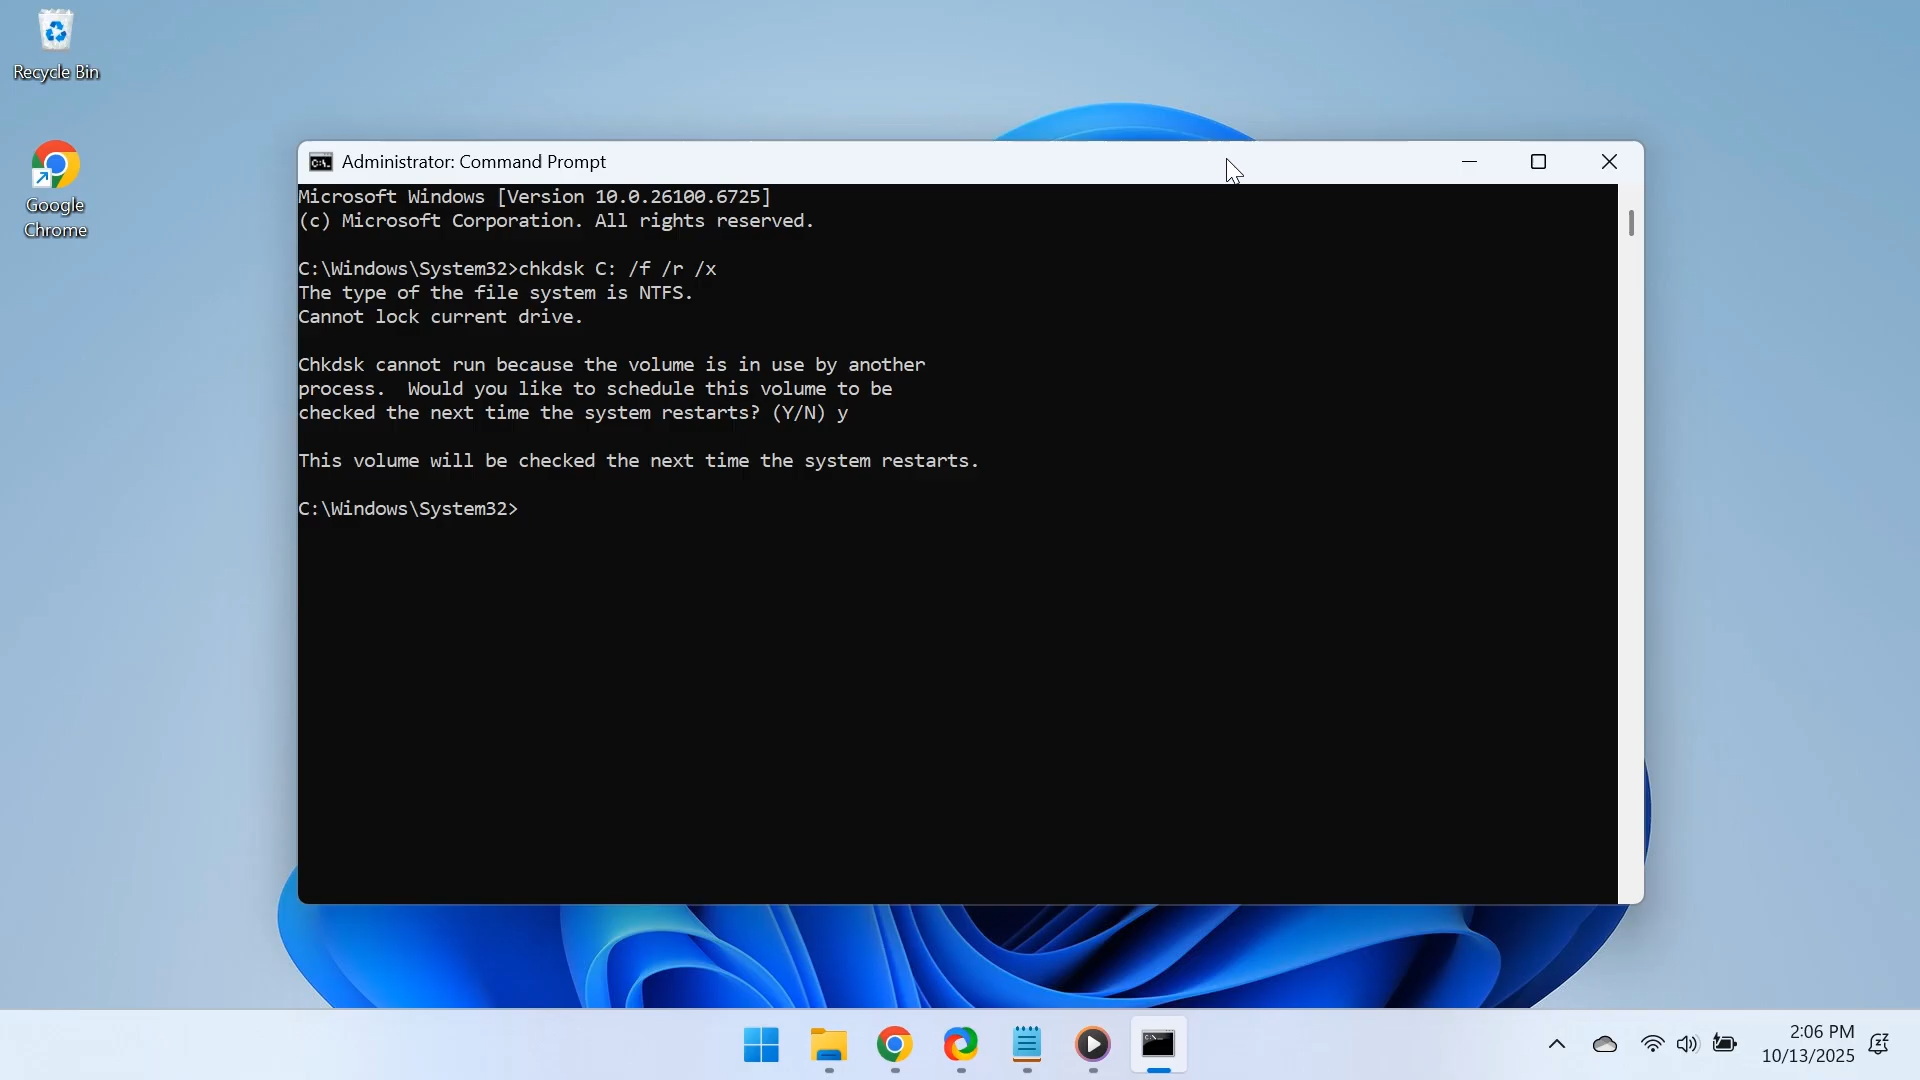 Recycle Bin
Google
Chrome
Administrator: Command Prompt
Microsoft Windows [Version 10.0.26100.6725]
(c) Microsoft Corporation. All rights reserved.
C:\Windows\System32>chkdsk C: /f /r /x
The type of the file system is NTFS.
Cannot lock current drive.
Chkdsk cannot run because the volume is in use by another
process.  Would you like to schedule this volume to be
checked the next time the system restarts? (Y/N) y
This volume will be checked the next time the system restarts.
C:\Windows\System32>
2:06 PM
10/13/2025